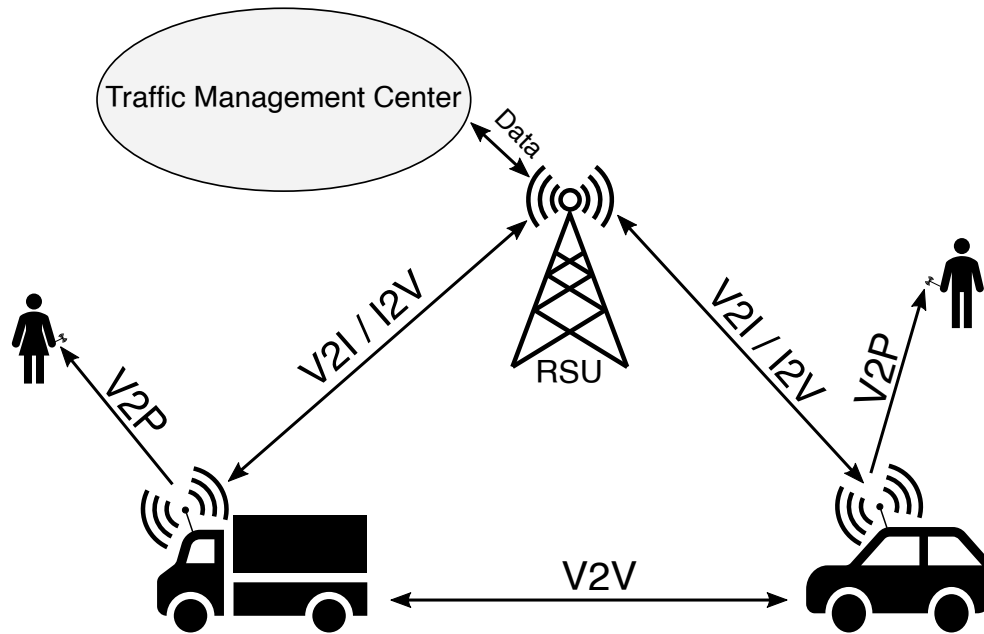 Traffic Management Center
Data
V2I / I2V
V2I / I2V
RSU
V2P
V2P
V2V